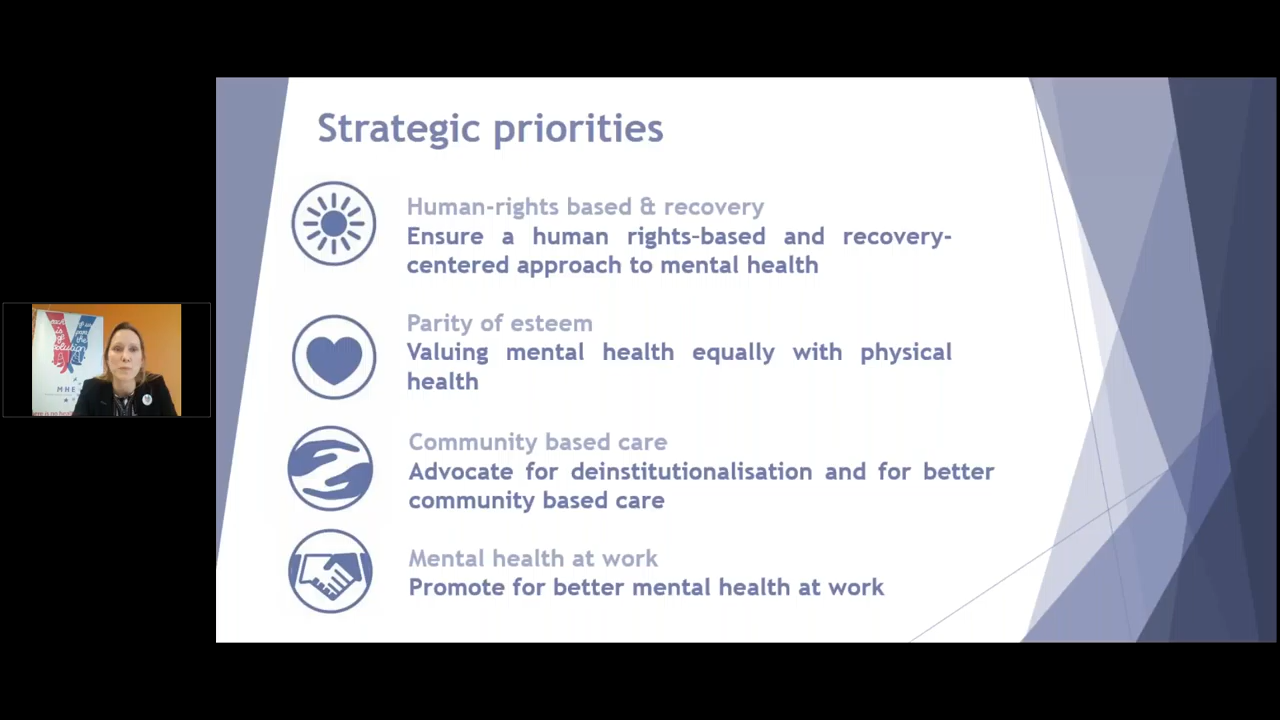 Strategic priorities
Human-rights based & recovery
Ensure a human rights-based and recovery-
centered approach to mental health
Parity of esteem
Valuing mental health equally with physical
health
Community based care
Advocate for deinstitutionalisation and for better
community based care
Mental health at work
Promote for better mental health at work
MHE